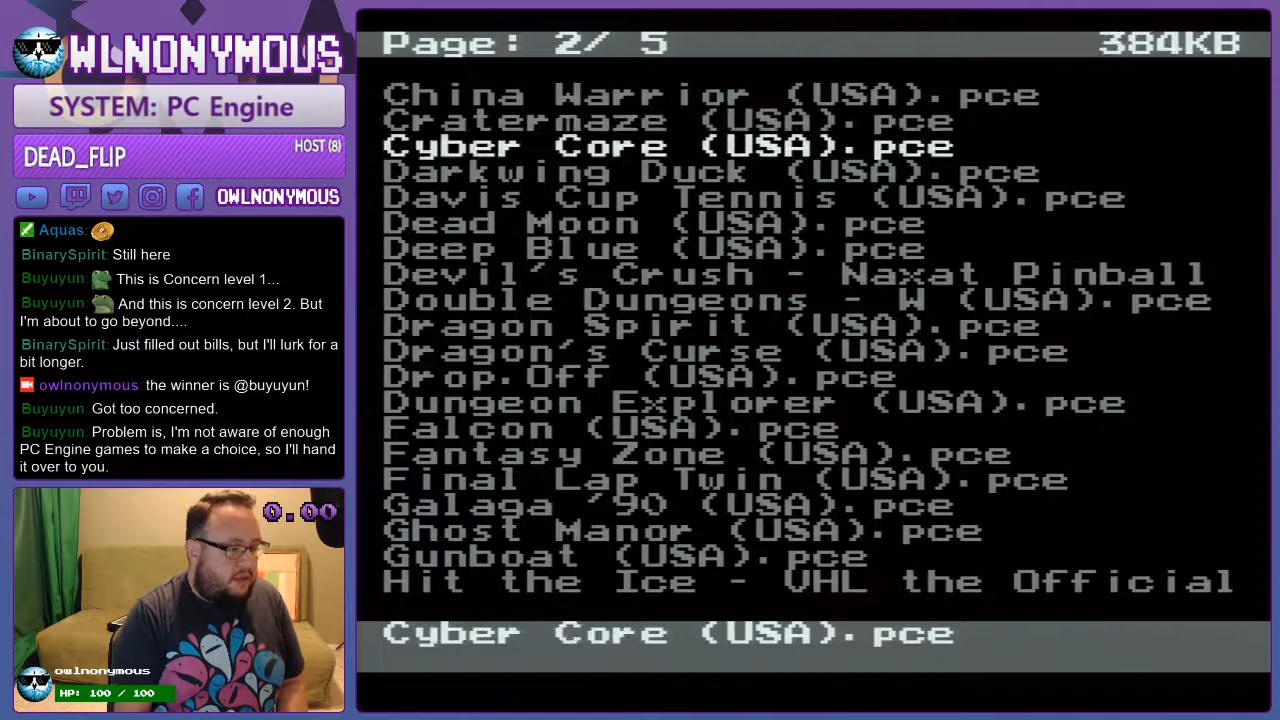 WLNONYMOUS
SYSTEM: PC Engine
DEAD_FLIP
HOST (8)
OWLNONYMOUS
Aquas:
BinarySpirit: Still here
Buyuyun: This is Concern level 1...
Buyuyun: And this is concern level 2. But
I'm about to go beyond....
BinarySpirit: Just filled out bills, but I'll lurk for a
bit longer.
owlnonymous: the winner is @buyuyun!
Buyuyun: Got too concerned.
Buyuyun: Problem is, I'm not aware of enough
PC Engine games to make a choice, so I'll hand
it over to you.
0.00
owlnonymous
HP: 100 / 100
Page: 2/ 5
384KB
China Warrior (USA).pce
Cratermaze (USA).pce
Cyber Core (USA).pce
Darkwing Duck (USA).pce
Davis Cup Tennis (USA).pce
Dead Moon (USA).pce
Deep Blue (USA).pce
Devil's Crush - Naxat Pinball
Double Dungeons - W (USA).pce
Dragon Spirit (USA).pce
Dragon's Curse (USA).pce
Drop.Off (USA).pce
Dungeon Explorer (USA).pce
Falcon (USA).pce
Fantasy Zone (USA).pce
Final Lap Twin (USA).pce
Galaga '90 (USA).pce
Ghost Manor (USA).pce
Gunboat (USA).pce
Hit the Ice - VHL the Official
Cyber Core (USA).pce